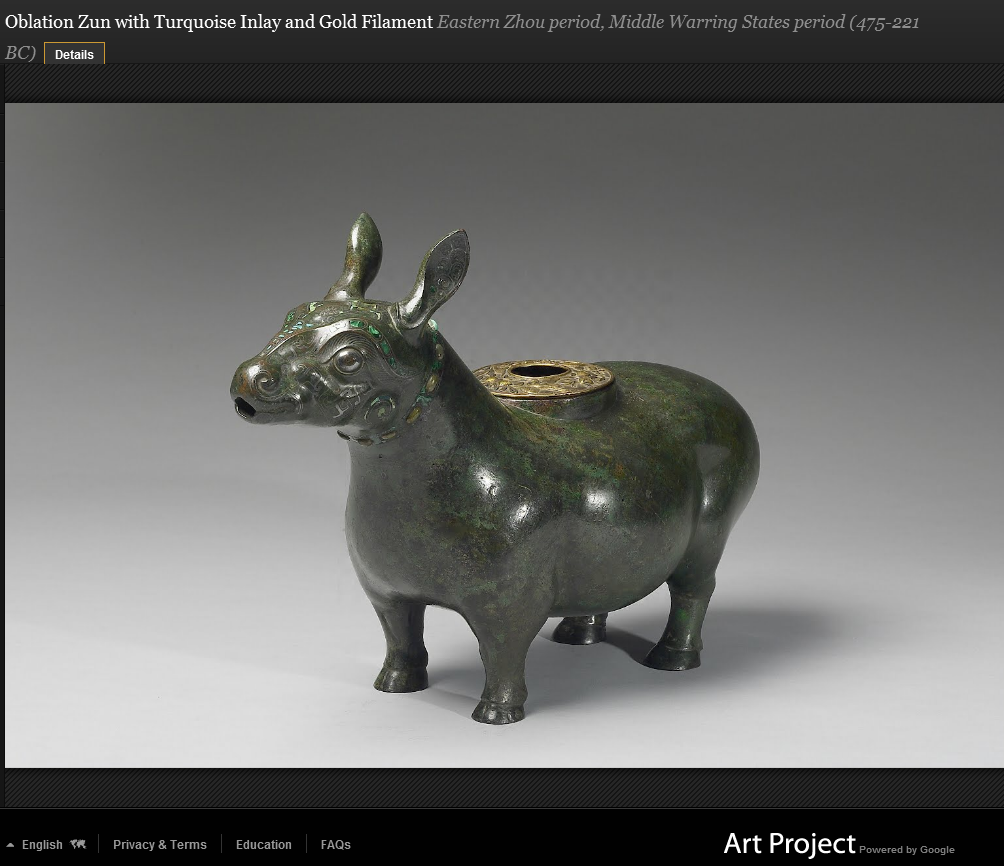 Oblation Zun with Turquoise Inlay and Gold Filament Eastern Zhou period, Middle Warring States period (475-221
BC) Details
English Privacy & Terms Education FAQs Art Project Powered by Google